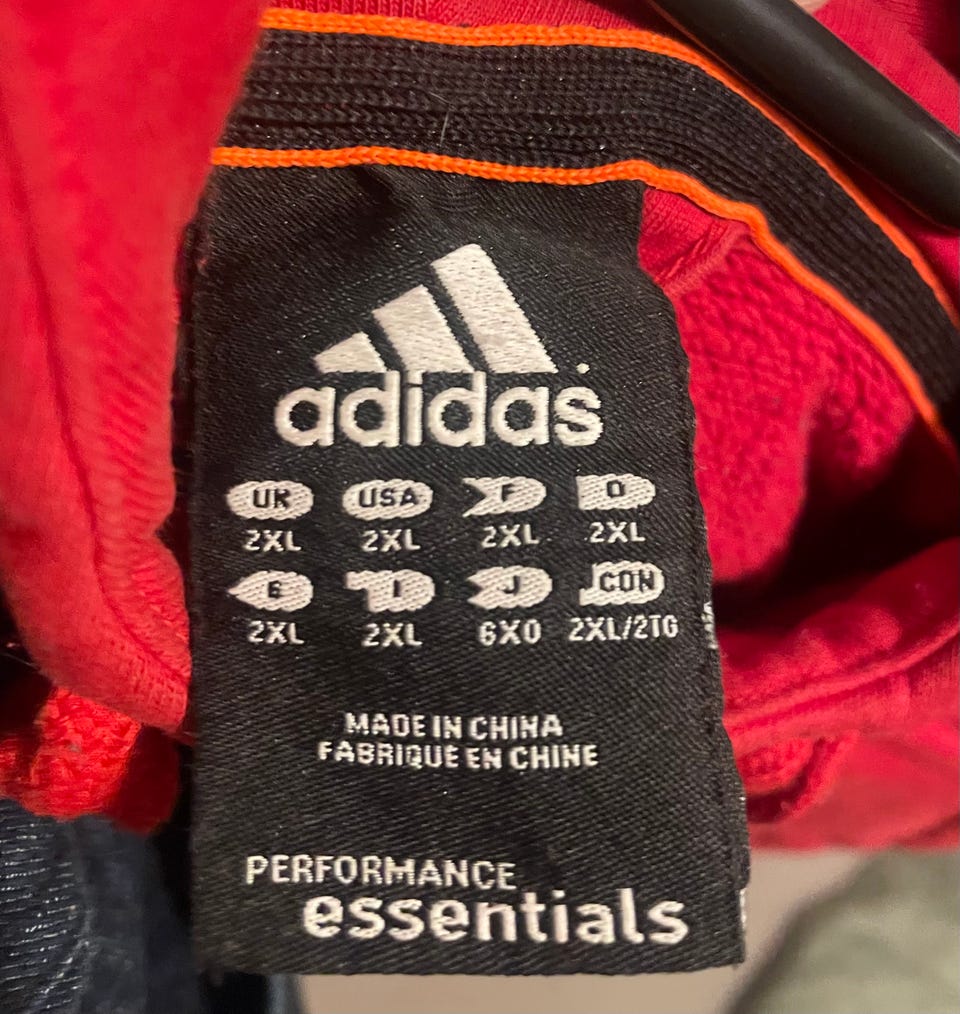 adidas
UK USA F D
2XL 2XL 2XL 2XL
E I J CDN
2XL 2XL 6XO 2XL/2TG
MADE IN CHINA
FABRIQUE EN CHINE
PERFORMANCE
essentials